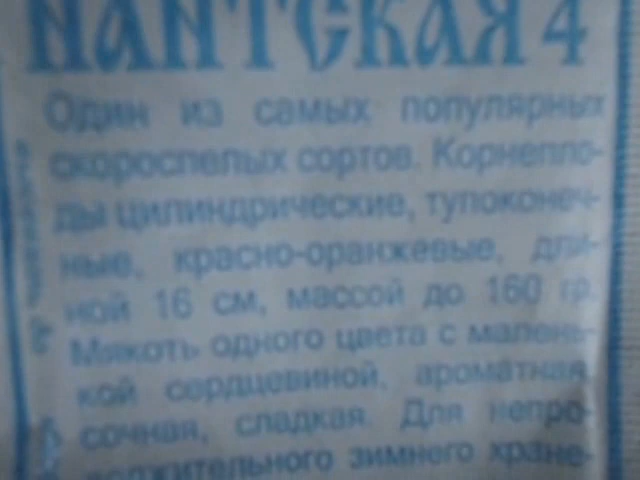 НАНТСКАЯ 4
Один из самых популярных
скороспелых сортов. Корнепло-
ды цилиндрические, тупоконеч-
ные, красно-оранжевые, дли-
ной 16 см, массой до 160 гр.
Мякоть одного цвета с малень-
кой сердцевиной, ароматная,
сочная, сладкая. Для непро-
должительного зимнего хране-